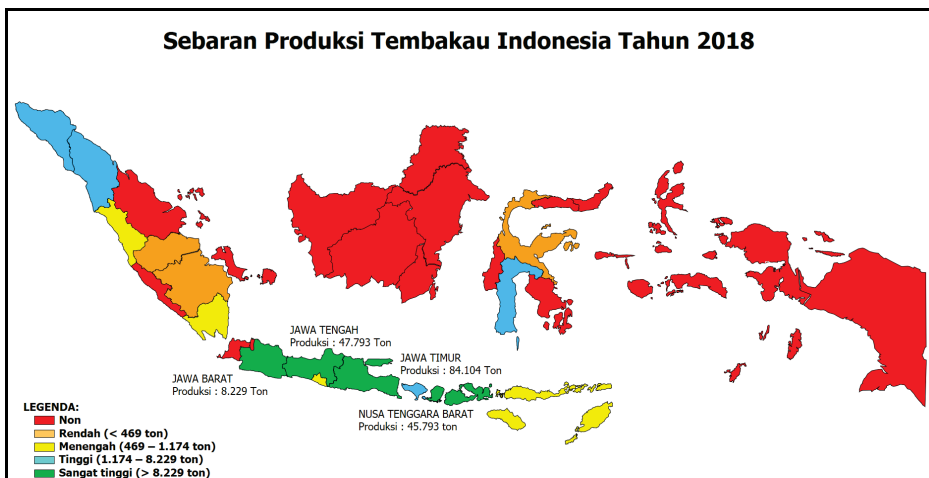 Sebaran Produksi Tembakau Indonesia Tahun 2018
JAWA TENGAH
Produksi : 47.793 Ton
JAWA TIMUR
Produksi : 84.104 Ton
JAWA BARAT
Produksi : 8.229 Ton
NUSA TENGGARA BARAT
Produksi : 45.793 ton
LEGENDA:
Non
Rendah (< 469 ton)
Menengah (469 – 1.174 ton)
Tinggi (1.174 – 8.229 ton)
Sangat tinggi (> 8.229 ton)